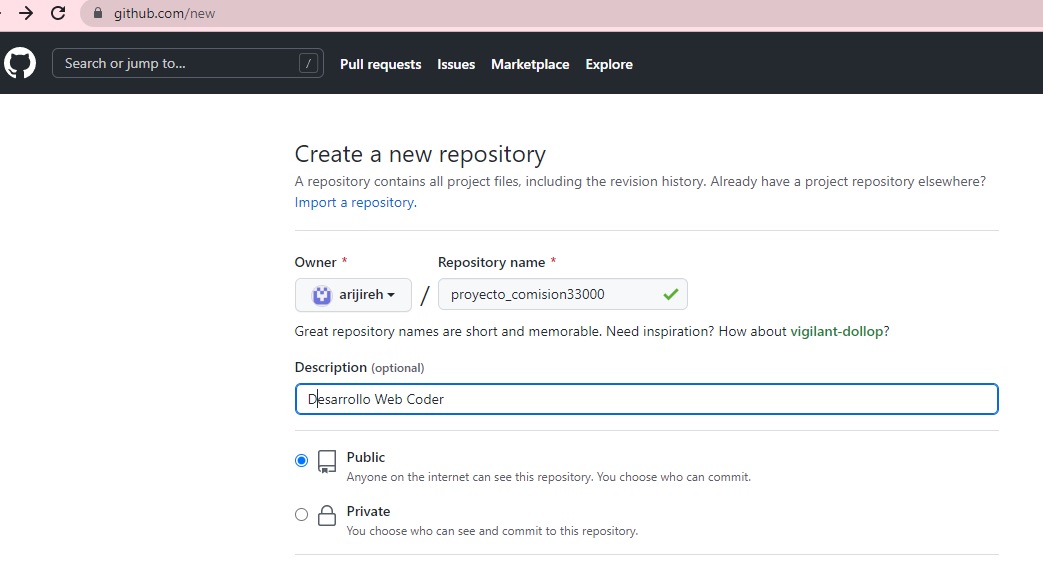 github.com/new
Search or jump to... /
Pull requests Issues Marketplace Explore
Create a new repository
A repository contains all project files, including the revision history. Already have a project repository elsewhere?
Import a repository.
Owner * Repository name *
arijireh / proyecto_comision33000
Great repository names are short and memorable. Need inspiration? How about vigilant-dollop?
Description (optional)
Desarrollo Web Coder
Public
Anyone on the internet can see this repository. You choose who can commit.
Private
You choose who can see and commit to this repository.